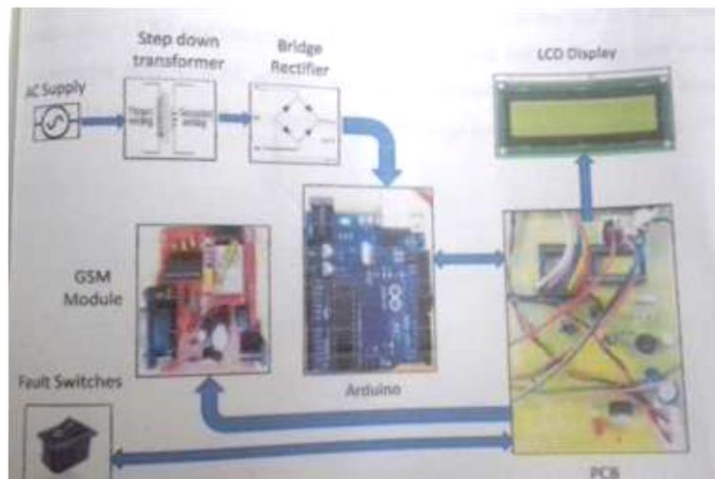 Step down
transformer
Bridge
Rectifier
LCD Display
AC Supply
GSM
Module
Arduino
Fault Switches
PCB